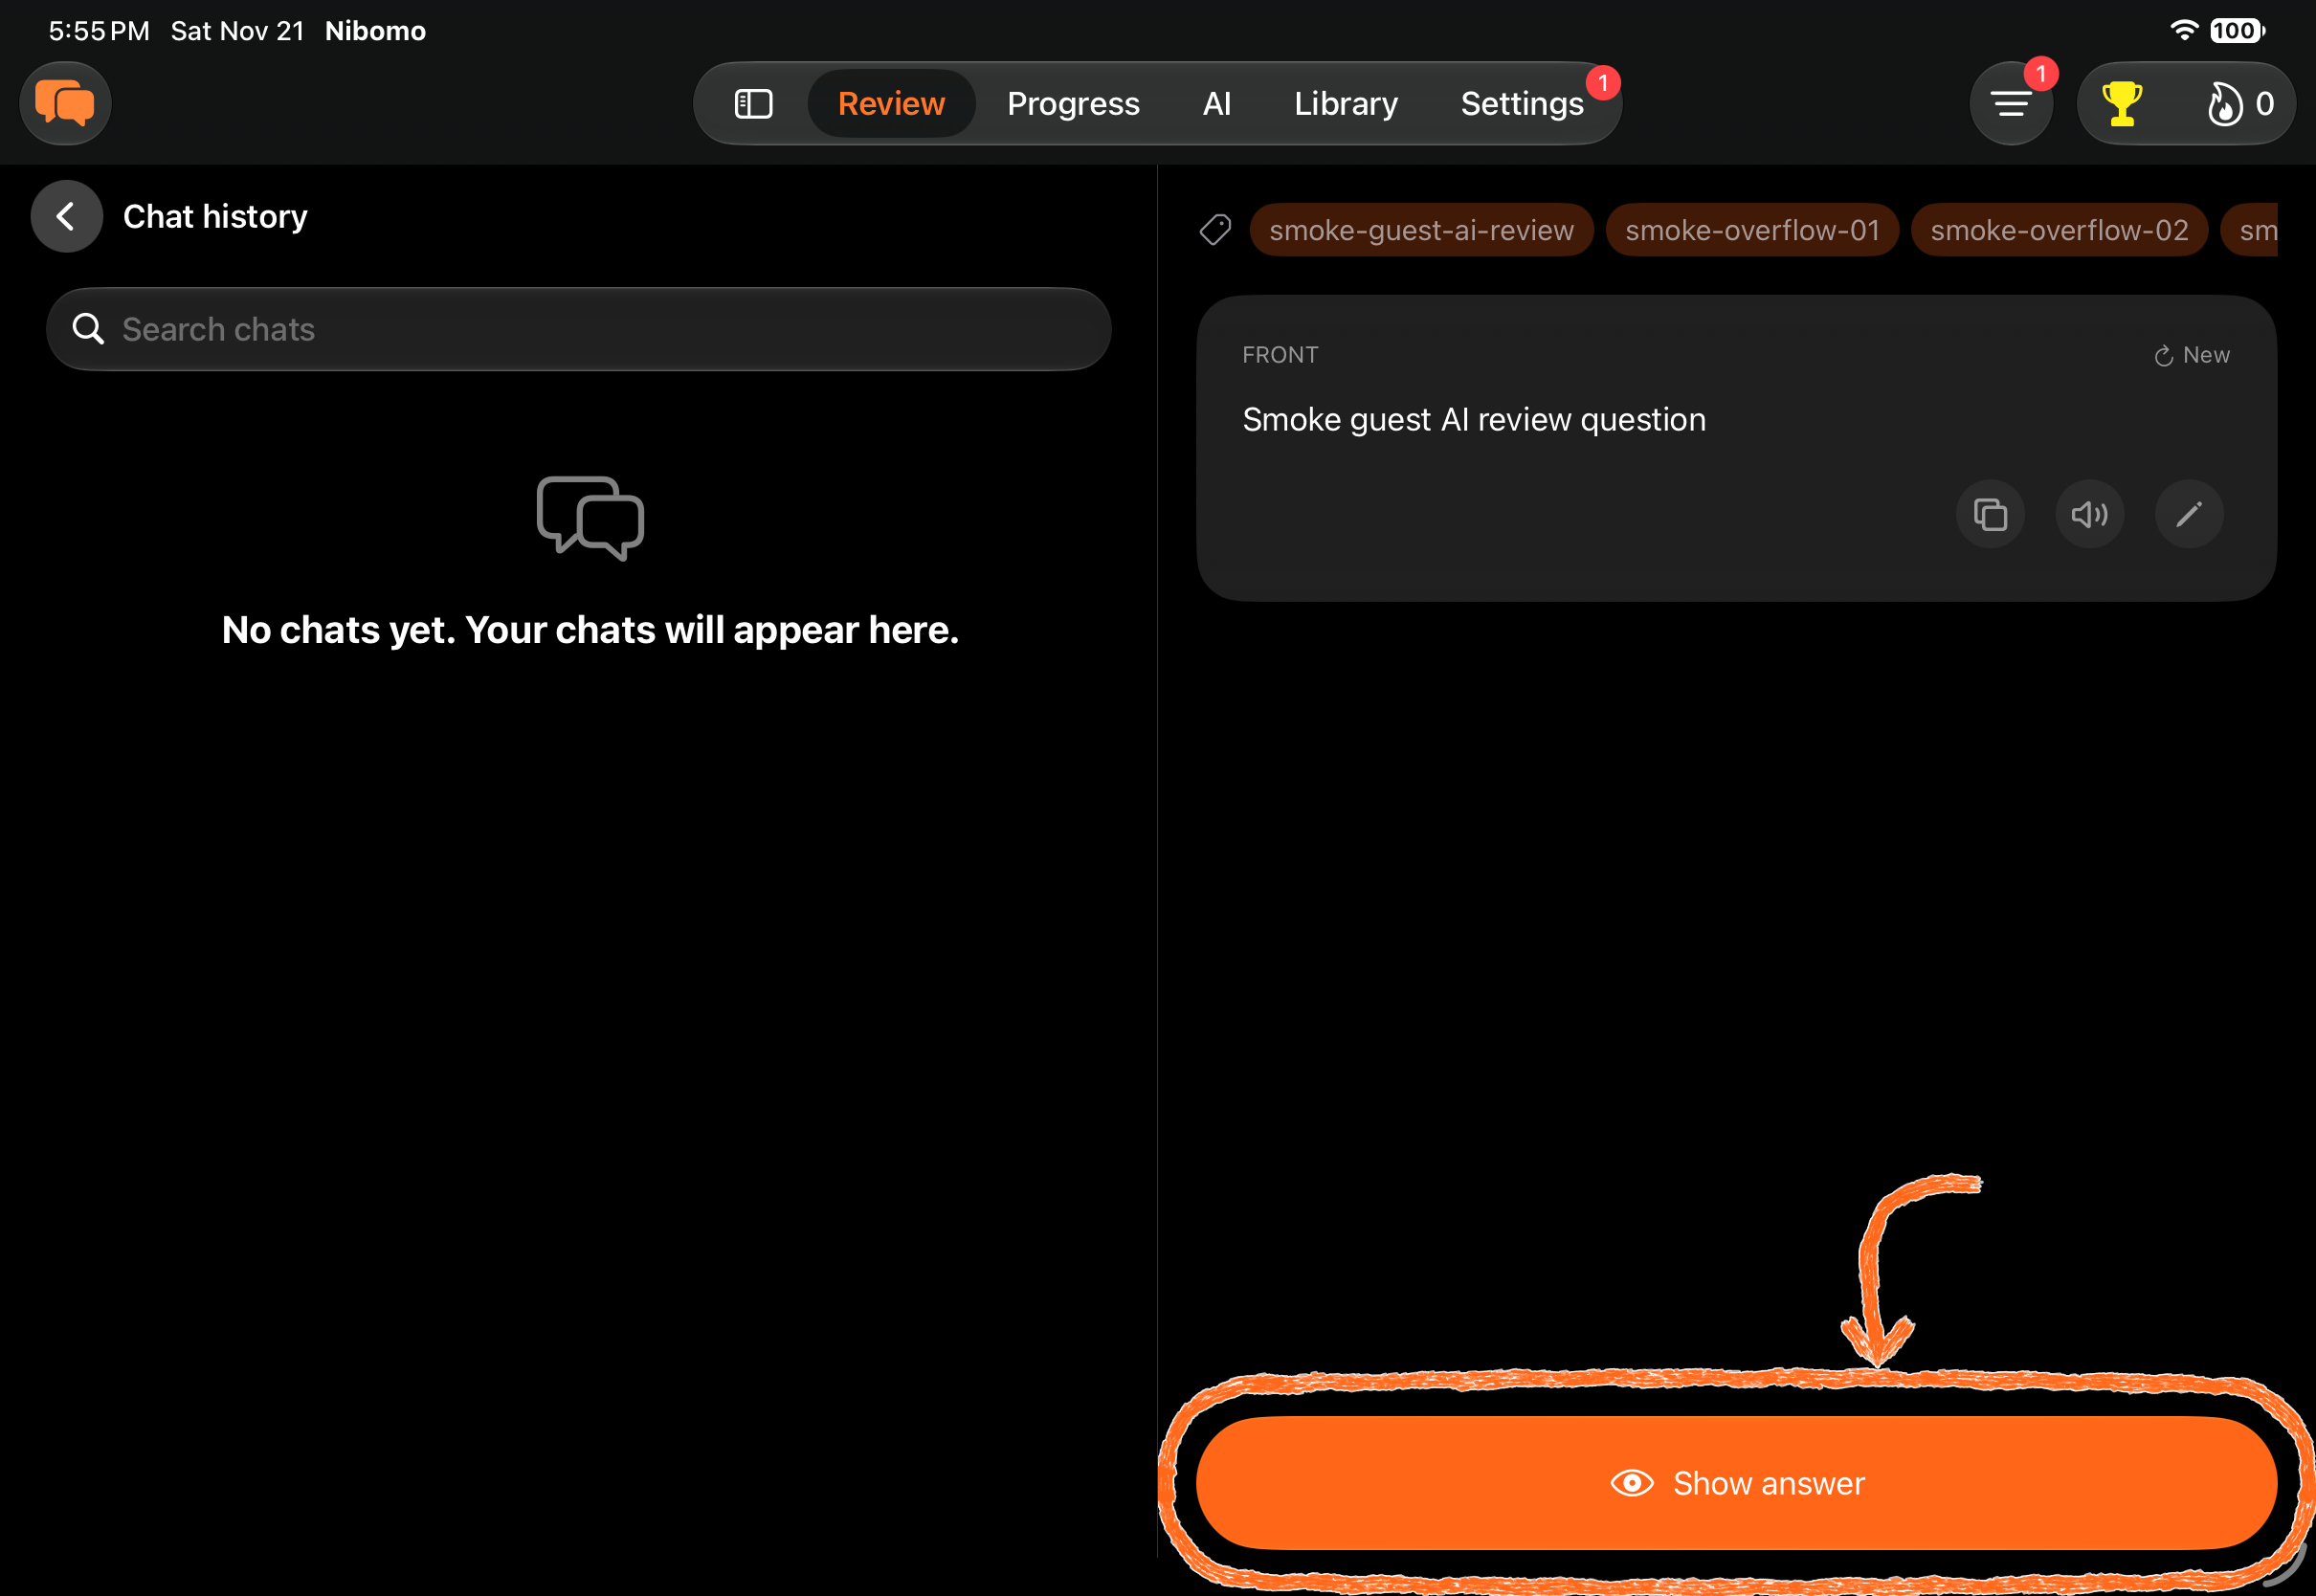 5:55 PM Sat Nov 21 Nibomo
100
Review Progress AI Library Settings 1
1
0
Chat history
Search chats
No chats yet. Your chats will appear here.
smoke-guest-ai-review smoke-overflow-01 smoke-overflow-02 sm
FRONT
New
Smoke guest AI review question
Show answer